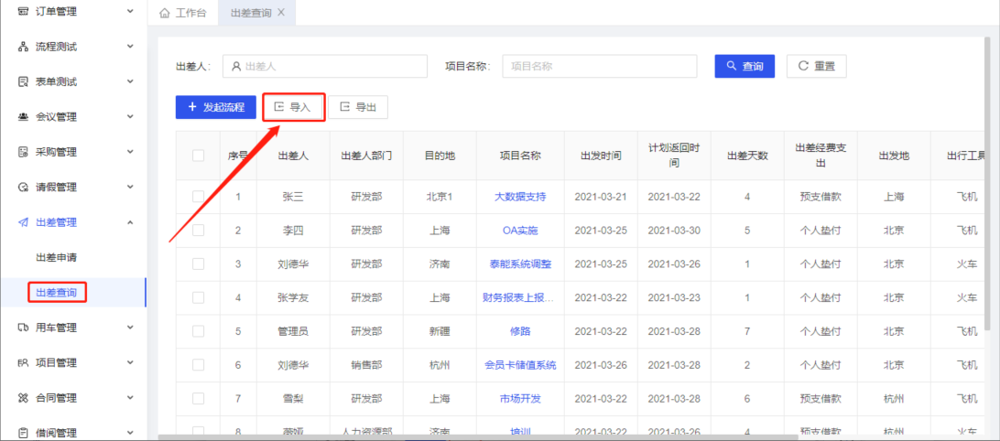 订单管理
流程测试
表单测试
会议管理
采购管理
请假管理
出差管理
出差申请
出差查询
用车管理
项目管理
合同管理
借阅管理
工作台 出差查询 X
出差人: 出差人 项目名称: 项目名称 查询 重置
+ 发起流程 导入 导出
序号 出差人 出差人部门 目的地 项目名称 出发时间 计划返回时间 出差天数 出差经费支出 出发地 出行工具
1 张三 研发部 北京1 大数据支持 2021-03-21 2021-03-22 4 预支借款 上海 飞机
2 李四 研发部 上海 OA实施 2021-03-25 2021-03-30 5 个人垫付 北京 飞机
3 刘德华 研发部 济南 泰能系统调整 2021-03-25 2021-03-26 1 个人垫付 北京 火车
4 张学友 研发部 上海 财务报表上报... 2021-03-22 2021-03-23 1 个人垫付 北京 火车
5 管理员 研发部 新疆 修路 2021-03-22 2021-03-28 7 个人垫付 北京 飞机
6 刘德华 销售部 杭州 会员卡储值系统 2021-03-26 2021-03-28 2 个人垫付 北京 飞机
7 雪梨 研发部 上海 市场开发 2021-03-22 2021-03-28 6 预支借款 杭州 飞机
8 薇娅 人力资源部 济南 培训 2021-03-22 2021-03-26 4 预支借款 杭州 火车